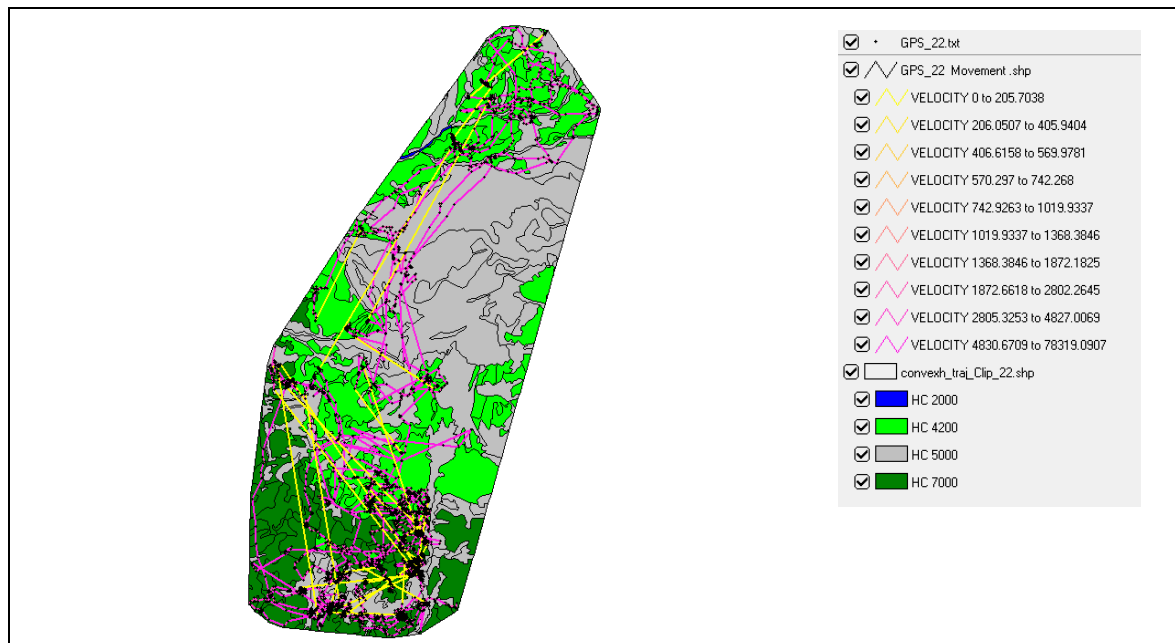 GPS_22.txt
GPS_22 Movement .shp
VELOCITY 0 to 205.7038
VELOCITY 206.0507 to 405.9404
VELOCITY 406.6158 to 569.9781
VELOCITY 570.297 to 742.268
VELOCITY 742.9263 to 1019.9337
VELOCITY 1019.9337 to 1368.3846
VELOCITY 1368.3846 to 1872.1825
VELOCITY 1872.6618 to 2802.2645
VELOCITY 2805.3253 to 4827.0069
VELOCITY 4830.6709 to 78319.0907
convexh_traj_Clip_22.shp
HC 2000
HC 4200
HC 5000
HC 7000